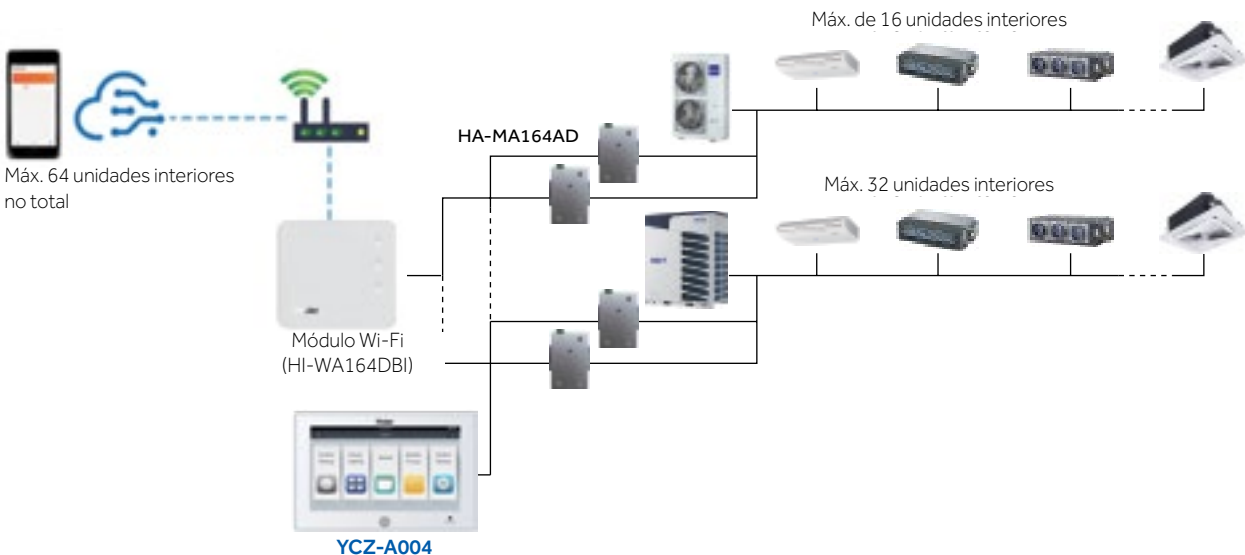 Máx. de 16 unidades interiores
HA-MA164AD
Máx. 64 unidades interiores
no total
Máx. 32 unidades interiores
Módulo Wi-Fi
(HI-WA164DBI)
YCZ-A004